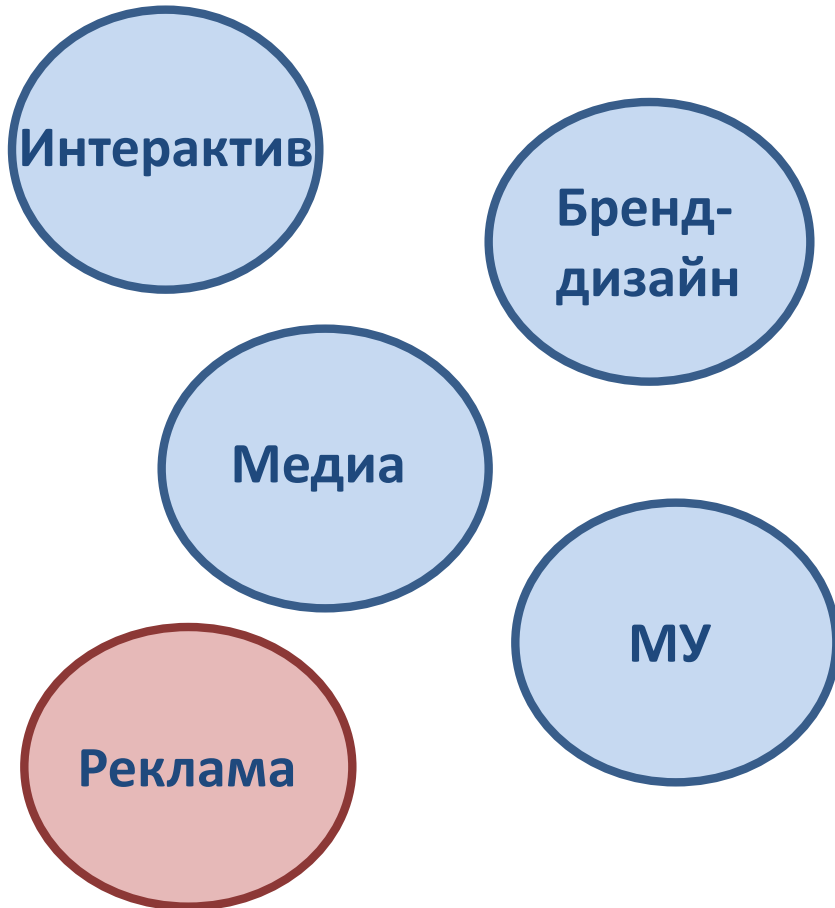 Интерактив
Бренд-
дизайн
Медиа
МУ
Реклама